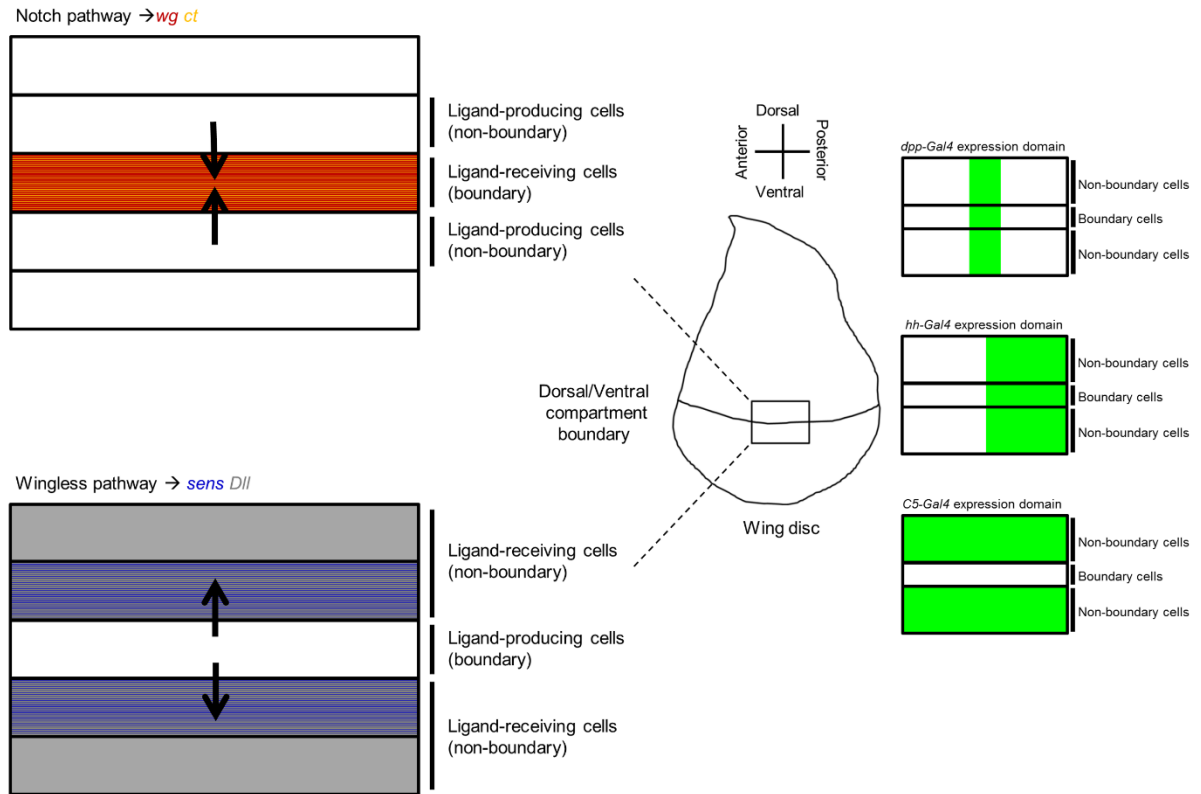 Notch pathway → wg ct
Ligand-producing cells
(non-boundary)
Ligand-receiving cells
(boundary)
Ligand-producing cells
(non-boundary)
Wingless pathway → sens Dll
Ligand-receiving cells
(non-boundary)
Ligand-producing cells
(boundary)
Ligand-receiving cells
(non-boundary)
Dorsal
Anterior
Posterior
Ventral
Dorsal/Ventral
compartment
boundary
Wing disc
dpp-Gal4 expression domain
Non-boundary cells
Boundary cells
Non-boundary cells
hh-Gal4 expression domain
Non-boundary cells
Boundary cells
Non-boundary cells
C5-Gal4 expression domain
Non-boundary cells
Boundary cells
Non-boundary cells